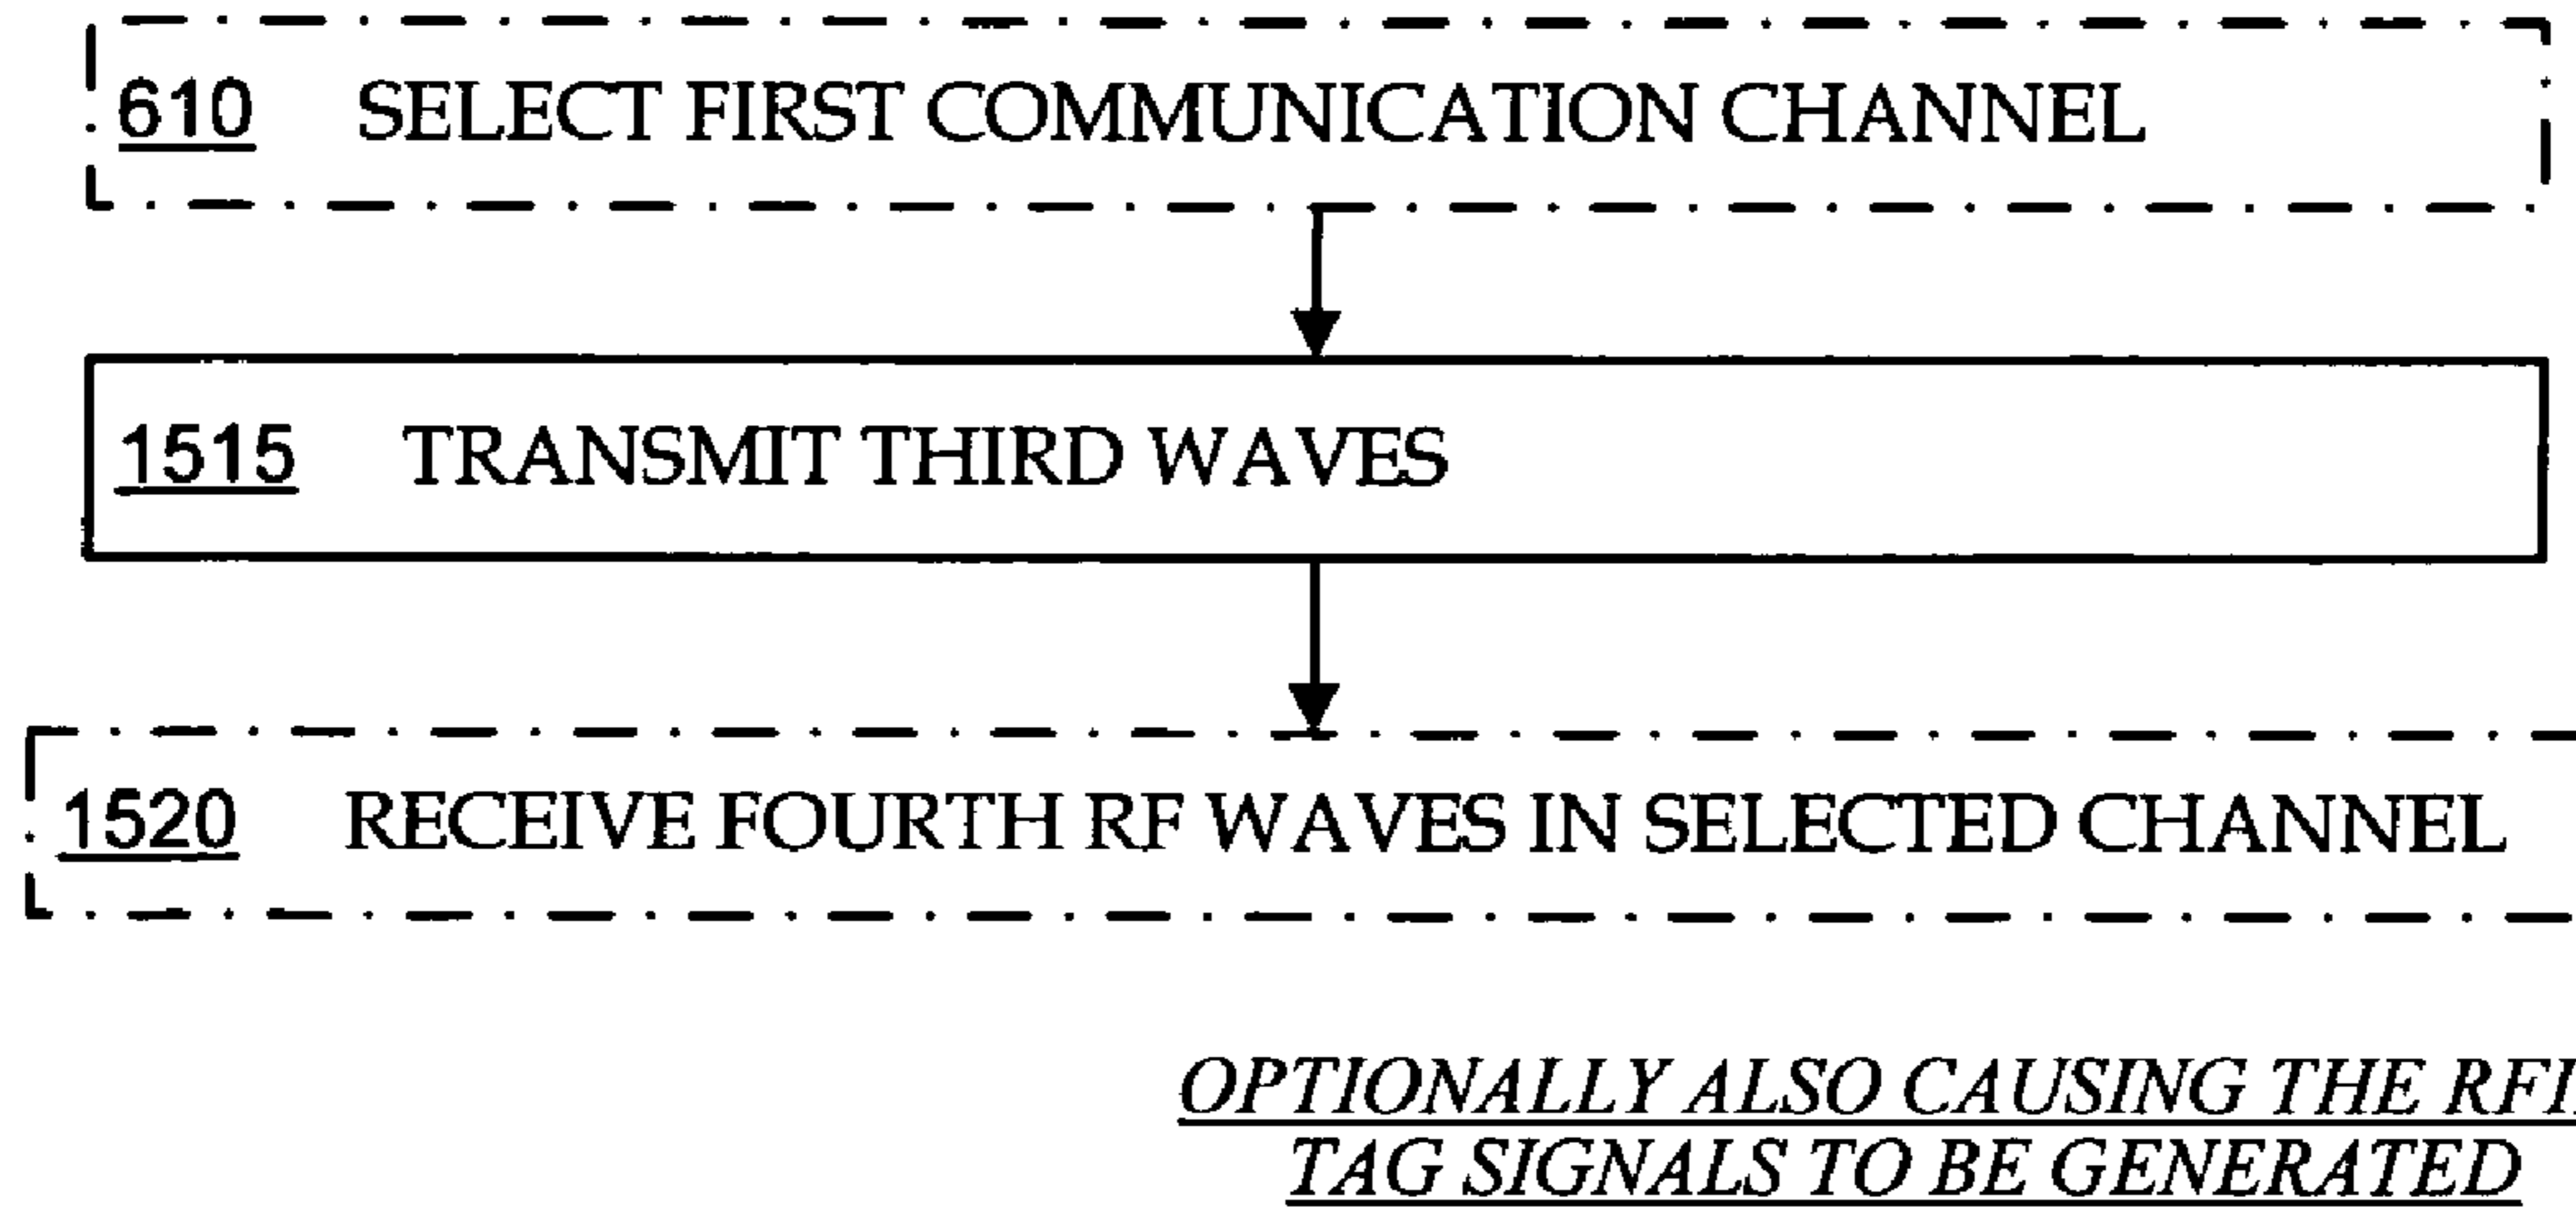 610 SELECT FIRST COMMUNICATION CHANNEL
1515 TRANSMIT THIRD WAVES
1520 RECEIVE FOURTH RF WAVES IN SELECTED CHANNEL
OPTIONALLY ALSO CAUSING THE
TAG SIGNALS TO BE GENERATED